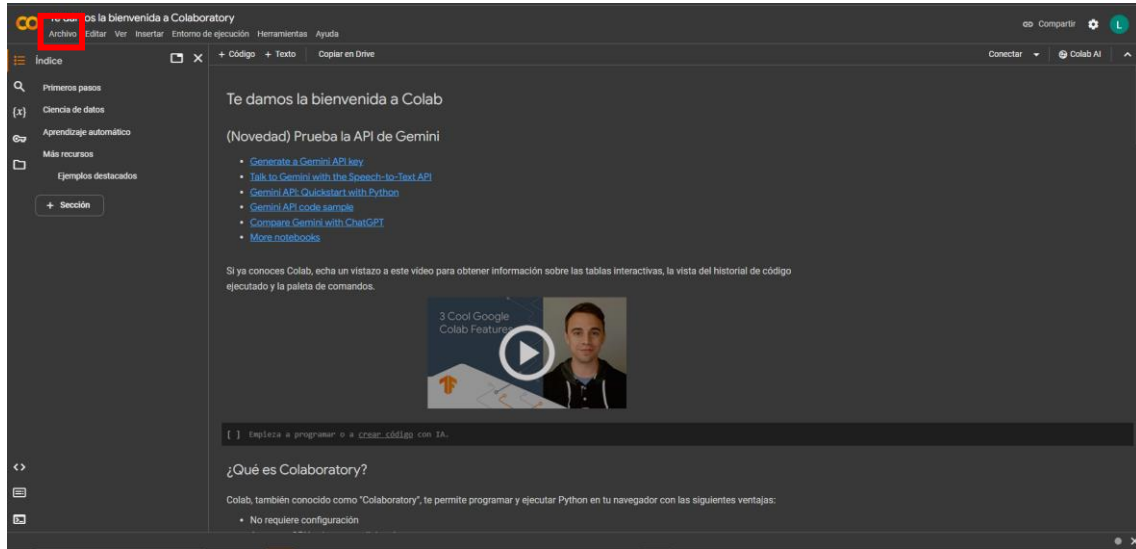 os la bienvenida a Colaboratory
Archivo Editar Ver Insertar Entorno de ejecución Herramientas Ayuda
Compartir
L
Índice
+ Código + Texto Copiar en Drive
Conectar
Colab AI
Primeros pasos
{x}
Ciencia de datos
Aprendizaje automático
Más recursos
Ejemplos destacados
+ Sección
Te damos la bienvenida a Colab
(Novedad) Prueba la API de Gemini
• Generate a Gemini API key
• Talk to Gemini with the Speech-to-Text API
• Gemini API: Quickstart with Python
• Gemini API code sample
• Compare Gemini with ChatGPT
• More notebooks
Si ya conoces Colab, echa un vistazo a este vídeo para obtener información sobre las tablas interactivas, la vista del historial de código
ejecutado y la paleta de comandos.
3 Cool Google
Colab Features
[ ] Empieza a programar o a crear código con IA.
¿Qué es Colaboratory?
Colab, también conocido como "Colaboratory", te permite programar y ejecutar Python en tu navegador con las siguientes ventajas:
• No requiere configuración